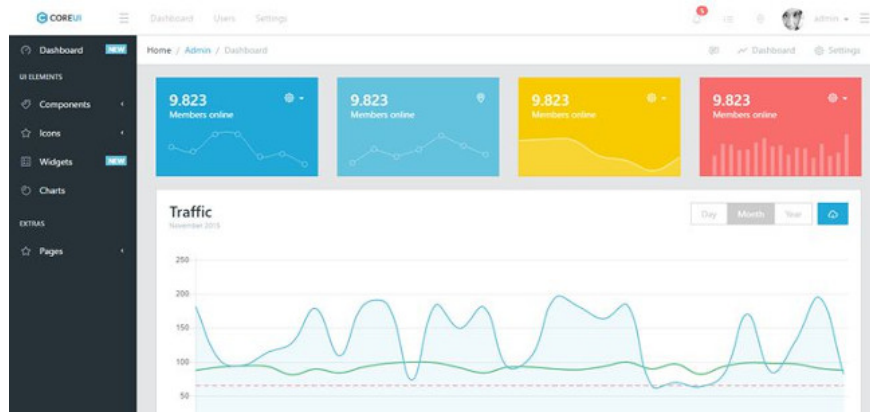 COREUI
Dashboard Users Settings
5
admin
Dashboard NEW
Home / Admin / Dashboard
Dashboard Settings
UI ELEMENTS
Components
Icons
Widgets NEW
Charts
EXTRAS
Pages
9.823
Members online
9.823
Members online
9.823
Members online
9.823
Members online
Traffic
November 2015
Day Month Year
250
200
150
100
50